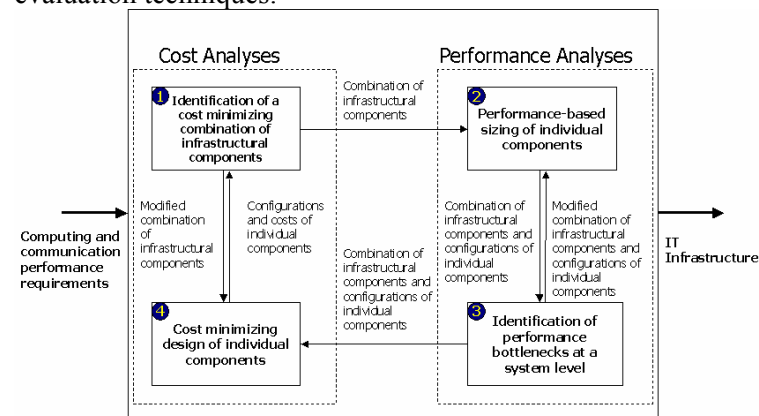 evaluation techniques.
Cost Analyses
Performance Analyses
1
Identification of a
cost minimizing
combination of
infrastructural
components
Combination of
infrastructural
components
2
Performance-based
sizing of individual
components
Computing and
communication
performance
requirements
Modified
combination
of
infrastructural
components
Configurations
and costs of
individual
components
Combination of
infrastructural
components and
configurations of
individual
components
Combination of
infrastructural
components and
configurations of
individual
components
Modified
combination of
infrastructural
components and
configurations of
individual
components
IT
Infrastructure
4
Cost minimizing
design of individual
components
3
Identification of
performance
bottlenecks at a
system level